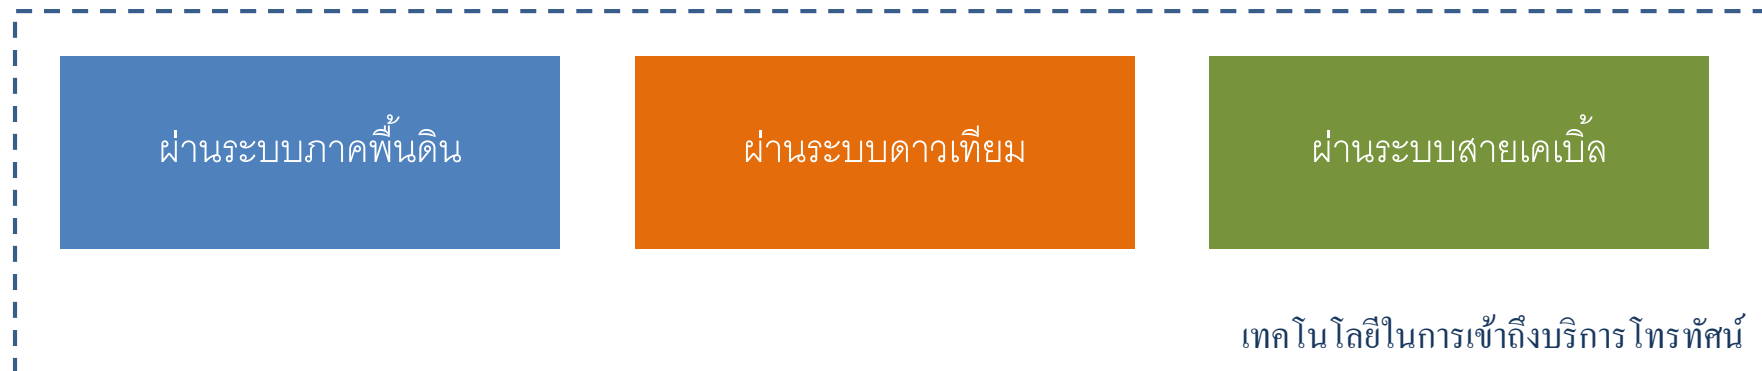 ผ่านระบบภาคพื้นดิน
ผ่านระบบดาวเทียม
ผ่านระบบสายเคเบิ้ล
เทคโนโลยีในการเข้าถึงบริการโทรทัศน์